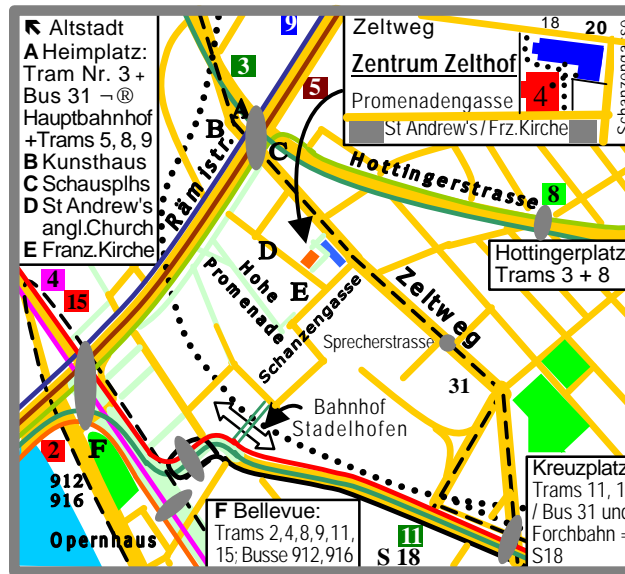 ↖ Altstadt
A Heimplatz:
Tram Nr. 3 +
Bus 31 ¬®
Hauptbahnhof
+Trams 5, 8, 9
B Kunsthaus
C Schausplhs
D St Andrew's
angl.Church
E Franz.Kirche
9
3
5
A
B
C
Rämistr.
Zeltweg
18
20
Zentrum Zelthof
4
Promenadengasse
Schanzengasse
St Andrew's / Frz.Kirche
Hottingerstrasse
8
Hottingerplatz
Trams 3 + 8
D
E
Hohe
Promenade
Schanzengasse
Zeltweg
Sprecherstrasse
31
4
15
Bahnhof
Stadelhofen
2
F
912
916
Opernhaus
F Bellevue:
Trams 2,4,8,9,11,
15; Busse 912,916
11
S 18
Kreuzplatz
Trams 11, 1
/ Bus 31 und
Forchbahn =
S18